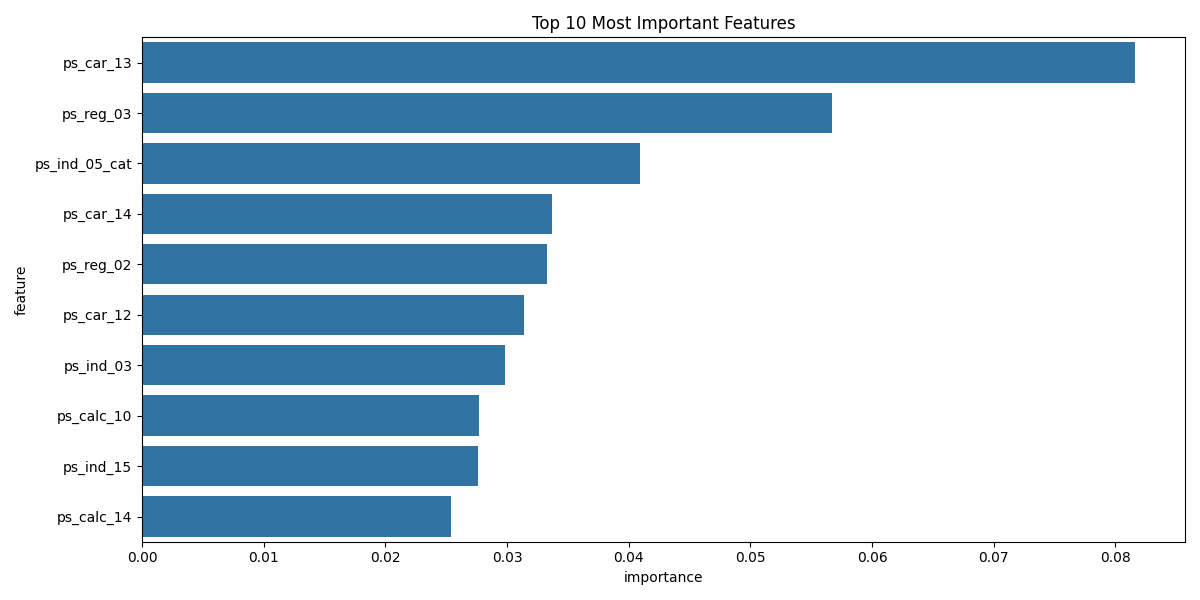 Top 10 Most Important Features
feature
ps_car_13
ps_reg_03
ps_ind_05_cat
ps_car_14
ps_reg_02
ps_car_12
ps_ind_03
ps_calc_10
ps_ind_15
ps_calc_14
0.00 0.01 0.02 0.03 0.04 0.05 0.06 0.07 0.08
importance